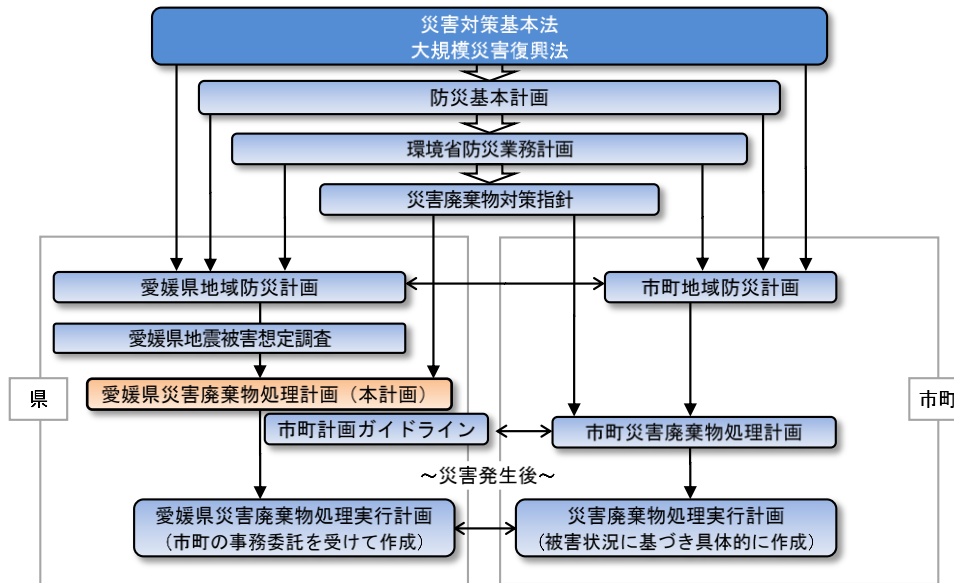 災害対策基本法
大規模災害復興法
防災基本計画
環境省防災業務計画
災害廃棄物対策指針
愛媛県地域防災計画
市町地域防災計画
愛媛県地震被害想定調査
愛媛県災害廃棄物処理計画（本計画）
県
市町
市町計画ガイドライン
市町災害廃棄物処理計画
～災害発生後～
愛媛県災害廃棄物処理実行計画
（市町の事務委託を受けて作成）
災害廃棄物処理実行計画
（被害状況に基づき具体的に作成）